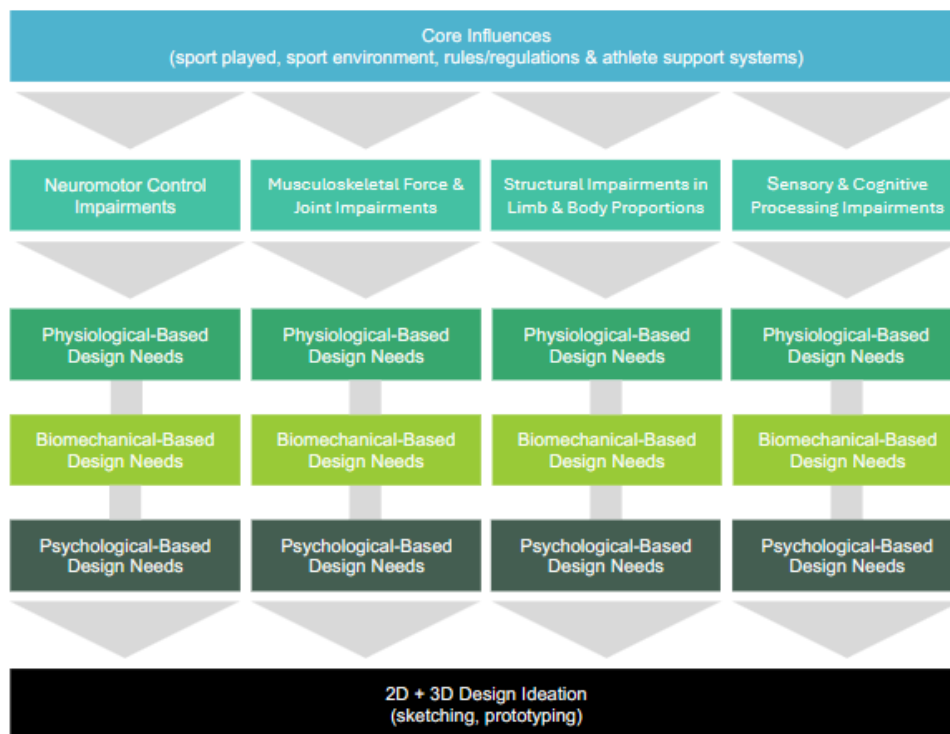 Core Influences
(sport played, sport environment, rules/regulations & athlete support systems)
Neuromotor Control
Impairments
Musculoskeletal Force &
Joint Impairments
Structural Impairments in
Limb & Body Proportions
Sensory & Cognitive
Processing Impairments
Physiological-Based
Design Needs
Physiological-Based
Design Needs
Physiological-Based
Design Needs
Physiological-Based
Design Needs
Biomechanical-Based
Design Needs
Biomechanical-Based
Design Needs
Biomechanical-Based
Design Needs
Biomechanical-Based
Design Needs
Psychological-Based
Design Needs
Psychological-Based
Design Needs
Psychological-Based
Design Needs
Psychological-Based
Design Needs
2D + 3D Design Ideation
(sketching, prototyping)